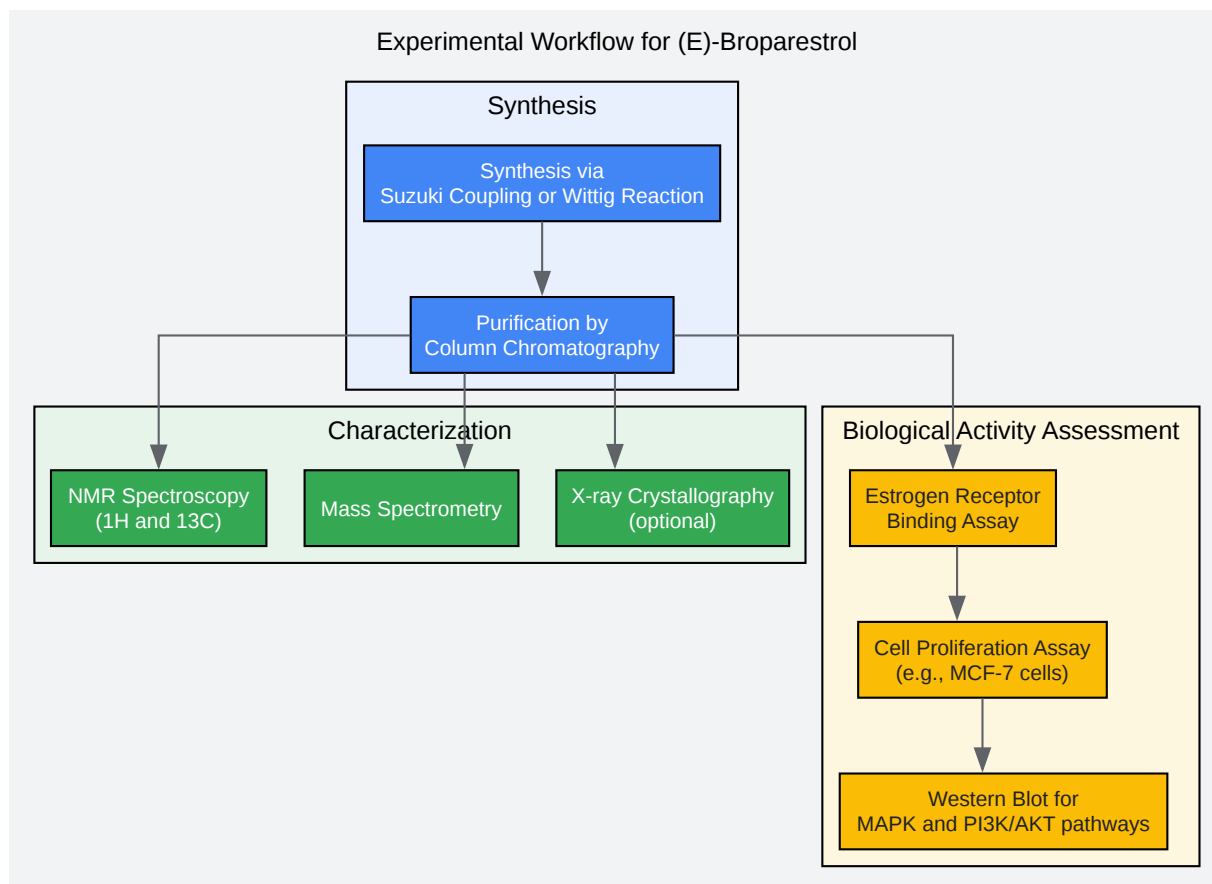 Experimental Workflow for (E)-Broparestrol
Synthesis
Synthesis via
Suzuki Coupling or Wittig Reaction
Purification by
Column Chromatography
Characterization
NMR Spectroscopy
(1H and 13C)
Mass Spectrometry
X-ray Crystallography
(optional)
Biological Activity Assessment
Estrogen Receptor
Binding Assay
Cell Proliferation Assay
(e.g., MCF-7 cells)
Western Blot for
MAPK and PI3K/AKT pathways